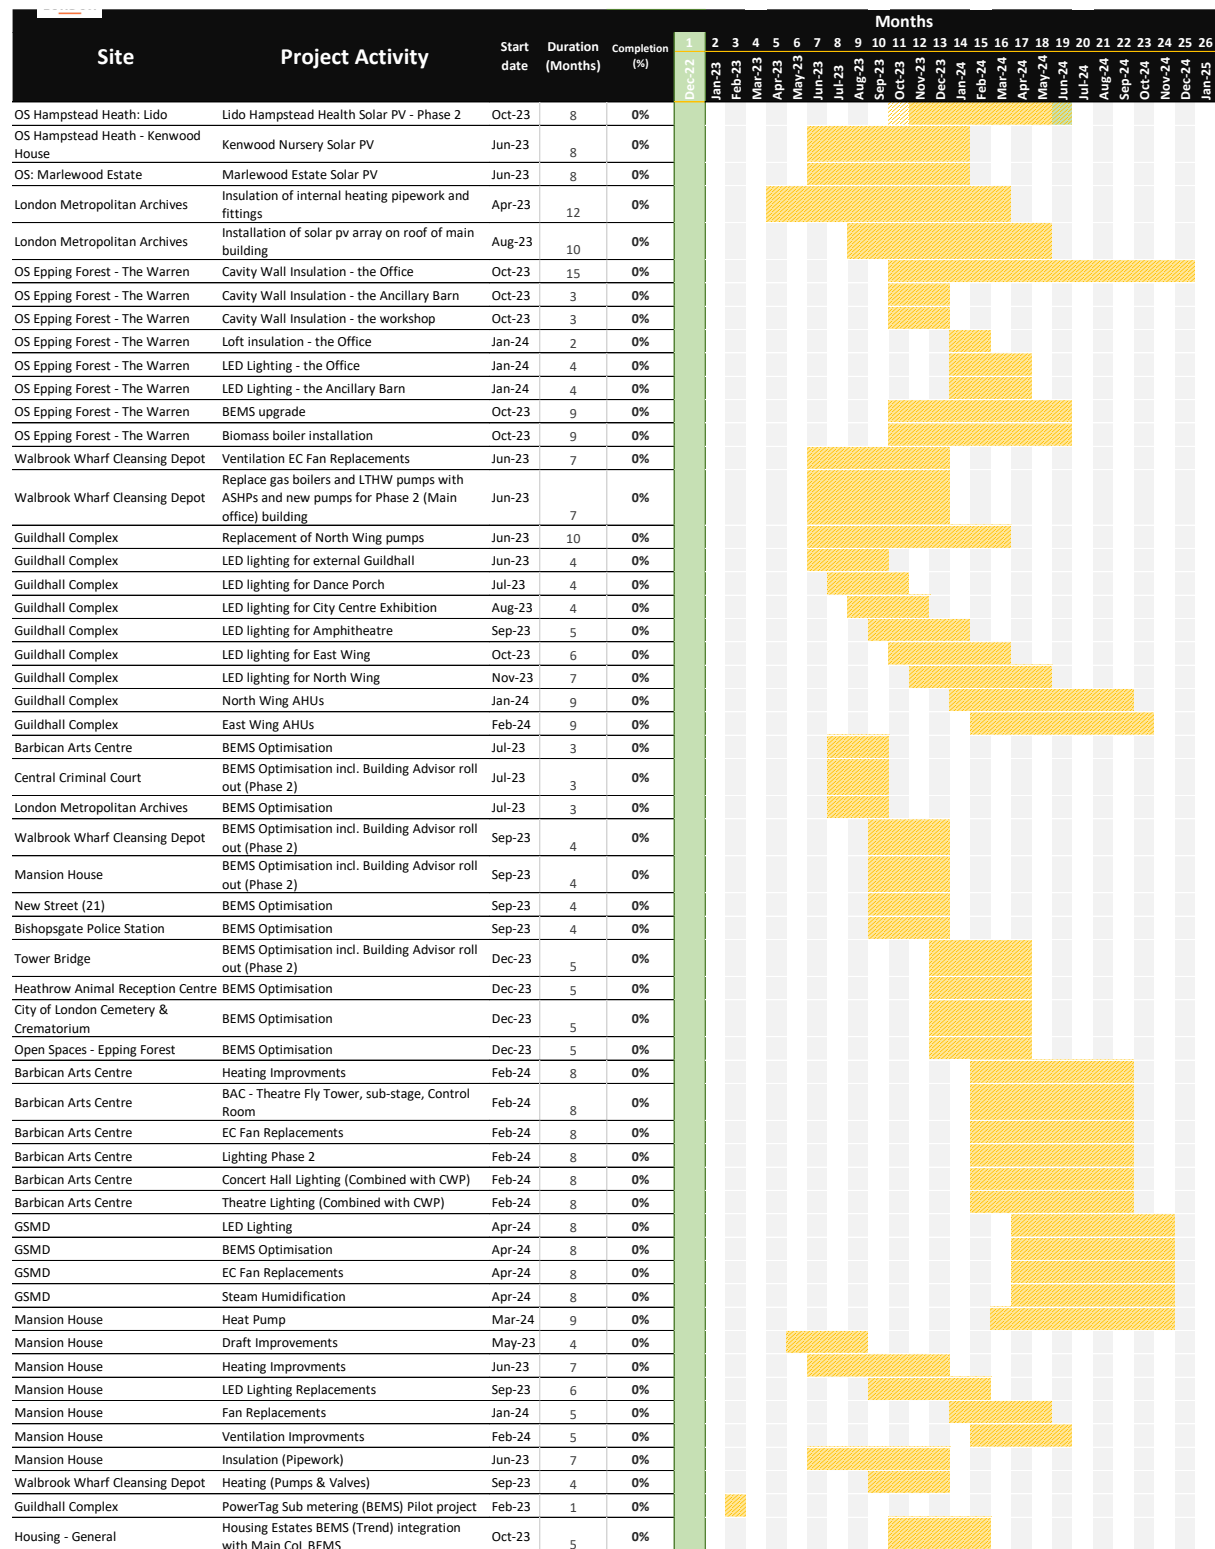 Months
Site Project Activity Start date Duration (Months) Completion (%) 1 2 3 4 5 6 7 8 9 10 11 12 13 14 15 16 17 18 19 20 21 22 23 24 25 26
Dec-22 Jan-23 Feb-23 Mar-23 Apr-23 May-23 Jun-23 Jul-23 Aug-23 Sep-23 Oct-23 Nov-23 Dec-23 Jan-24 Feb-24 Mar-24 Apr-24 May-24 Jun-24 Jul-24 Aug-24 Sep-24 Oct-24 Nov-24 Dec-24 Jan-25
OS Hampstead Heath: Lido Lido Hampstead Health Solar PV - Phase 2 Oct-23 8 0%
OS Hampstead Heath - Kenwood
House Kenwood Nursery Solar PV Jun-23 8 0%
OS: Marlewood Estate Marlewood Estate Solar PV Jun-23 8 0%
London Metropolitan Archives Insulation of internal heating pipework and
fittings Apr-23 12 0%
London Metropolitan Archives Installation of solar pv array on roof of main
building Aug-23 10 0%
OS Epping Forest - The Warren Cavity Wall Insulation - the Office Oct-23 15 0%
OS Epping Forest - The Warren Cavity Wall Insulation - the Ancillary Barn Oct-23 3 0%
OS Epping Forest - The Warren Cavity Wall Insulation - the workshop Oct-23 3 0%
OS Epping Forest - The Warren Loft insulation - the Office Jan-24 2 0%
OS Epping Forest - The Warren LED Lighting - the Office Jan-24 4 0%
OS Epping Forest - The Warren LED Lighting - the Ancillary Barn Jan-24 4 0%
OS Epping Forest - The Warren BEMS upgrade Oct-23 9 0%
OS Epping Forest - The Warren Biomass boiler installation Oct-23 9 0%
Walbrook Wharf Cleansing Depot Ventilation EC Fan Replacements Jun-23 7 0%
Walbrook Wharf Cleansing Depot Replace gas boilers and LTHW pumps with
ASHPs and new pumps for Phase 2 (Main
office) building Jun-23 7 0%
Guildhall Complex Replacement of North Wing pumps Jun-23 10 0%
Guildhall Complex LED lighting for external Guildhall Jun-23 4 0%
Guildhall Complex LED lighting for Dance Porch Jul-23 4 0%
Guildhall Complex LED lighting for City Centre Exhibition Aug-23 4 0%
Guildhall Complex LED lighting for Amphitheatre Sep-23 5 0%
Guildhall Complex LED lighting for East Wing Oct-23 6 0%
Guildhall Complex LED lighting for North Wing Nov-23 7 0%
Guildhall Complex North Wing AHUs Jan-24 9 0%
Guildhall Complex East Wing AHUs Feb-24 9 0%
Barbican Arts Centre BEMS Optimisation Jul-23 3 0%
Central Criminal Court BEMS Optimisation incl. Building Advisor roll
out (Phase 2) Jul-23 3 0%
London Metropolitan Archives BEMS Optimisation Jul-23 3 0%
Walbrook Wharf Cleansing Depot BEMS Optimisation incl. Building Advisor roll
out (Phase 2) Sep-23 4 0%
Mansion House BEMS Optimisation incl. Building Advisor roll
out (Phase 2) Sep-23 4 0%
New Street (21) BEMS Optimisation Sep-23 4 0%
Bishopsgate Police Station BEMS Optimisation Sep-23 4 0%
Tower Bridge BEMS Optimisation incl. Building Advisor roll
out (Phase 2) Dec-23 5 0%
Heathrow Animal Reception Centre BEMS Optimisation Dec-23 5 0%
City of London Cemetery &
Crematorium BEMS Optimisation Dec-23 5 0%
Open Spaces - Epping Forest BEMS Optimisation Dec-23 5 0%
Barbican Arts Centre Heating Improvments Feb-24 8 0%
Barbican Arts Centre BAC - Theatre Fly Tower, sub-stage, Control
Room Feb-24 8 0%
Barbican Arts Centre EC Fan Replacements Feb-24 8 0%
Barbican Arts Centre Lighting Phase 2 Feb-24 8 0%
Barbican Arts Centre Concert Hall Lighting (Combined with CWP) Feb-24 8 0%
Barbican Arts Centre Theatre Lighting (Combined with CWP) Feb-24 8 0%
GSMD LED Lighting Apr-24 8 0%
GSMD BEMS Optimisation Apr-24 8 0%
GSMD EC Fan Replacements Apr-24 8 0%
GSMD Steam Humidification Apr-24 8 0%
Mansion House Heat Pump Mar-24 9 0%
Mansion House Draft Improvements May-23 4 0%
Mansion House Heating Improvments Jun-23 7 0%
Mansion House LED Lighting Replacements Sep-23 6 0%
Mansion House Fan Replacements Jan-24 5 0%
Mansion House Ventilation Improvments Feb-24 5 0%
Mansion House Insulation (Pipework) Jun-23 7 0%
Walbrook Wharf Cleansing Depot Heating (Pumps & Valves) Sep-23 4 0%
Guildhall Complex PowerTag Sub metering (BEMS) Pilot project Feb-23 1 0%
Housing - General Housing Estates BEMS (Trend) integration
with Main CoL BEMS Oct-23 5 0%